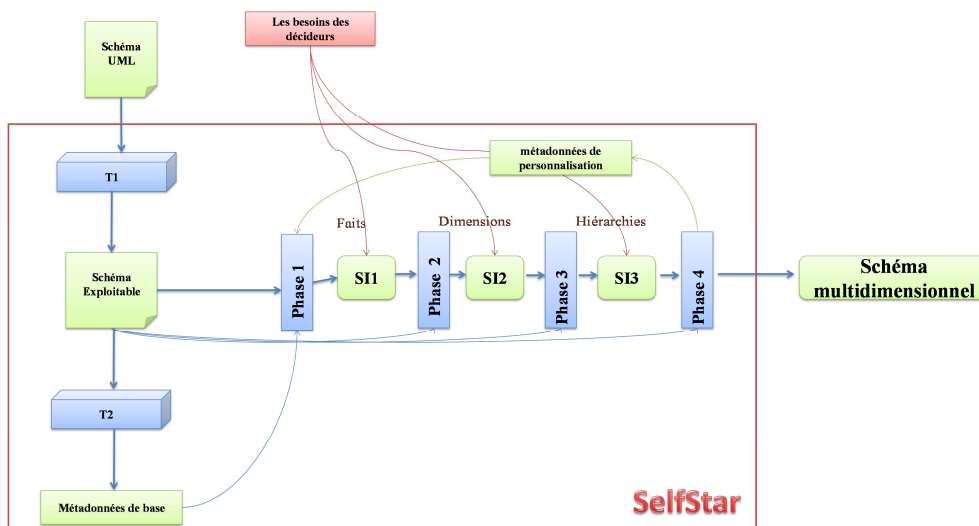 Les besoins des
décideurs
Schéma
UML
métadonnées de
personnalisation
T1
Faits
Dimensions
Hiérarchies
Schéma
Exploitable
Phase 1
SI1
Phase 2
SI2
Phase 3
SI3
Phase 4
Schéma
multidimensionnel
T2
Métadonnées de base
SelfStar